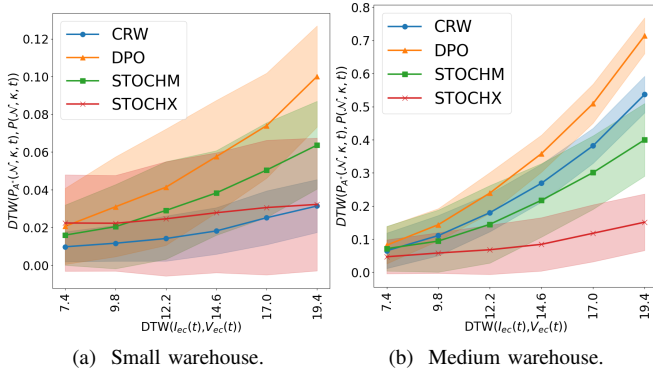 DTW(P_A*(𝒩, κ, t), P(𝒩, κ, t))
0.12
0.10
0.08
0.06
0.04
0.02
0.00
CRW
DPO
STOCHM
STOCHX
7.4 9.8 12.2 14.6 17.0 19.4
DTW(I_ec(t),V_ec(t))
(a) Small warehouse.
DTW(P_A*(𝒩, κ, t), P(𝒩, κ, t))
0.8
0.7
0.6
0.5
0.4
0.3
0.2
0.1
0.0
CRW
DPO
STOCHM
STOCHX
7.4 9.8 12.2 14.6 17.0 19.4
DTW(I_ec(t),V_ec(t))
(b) Medium warehouse.